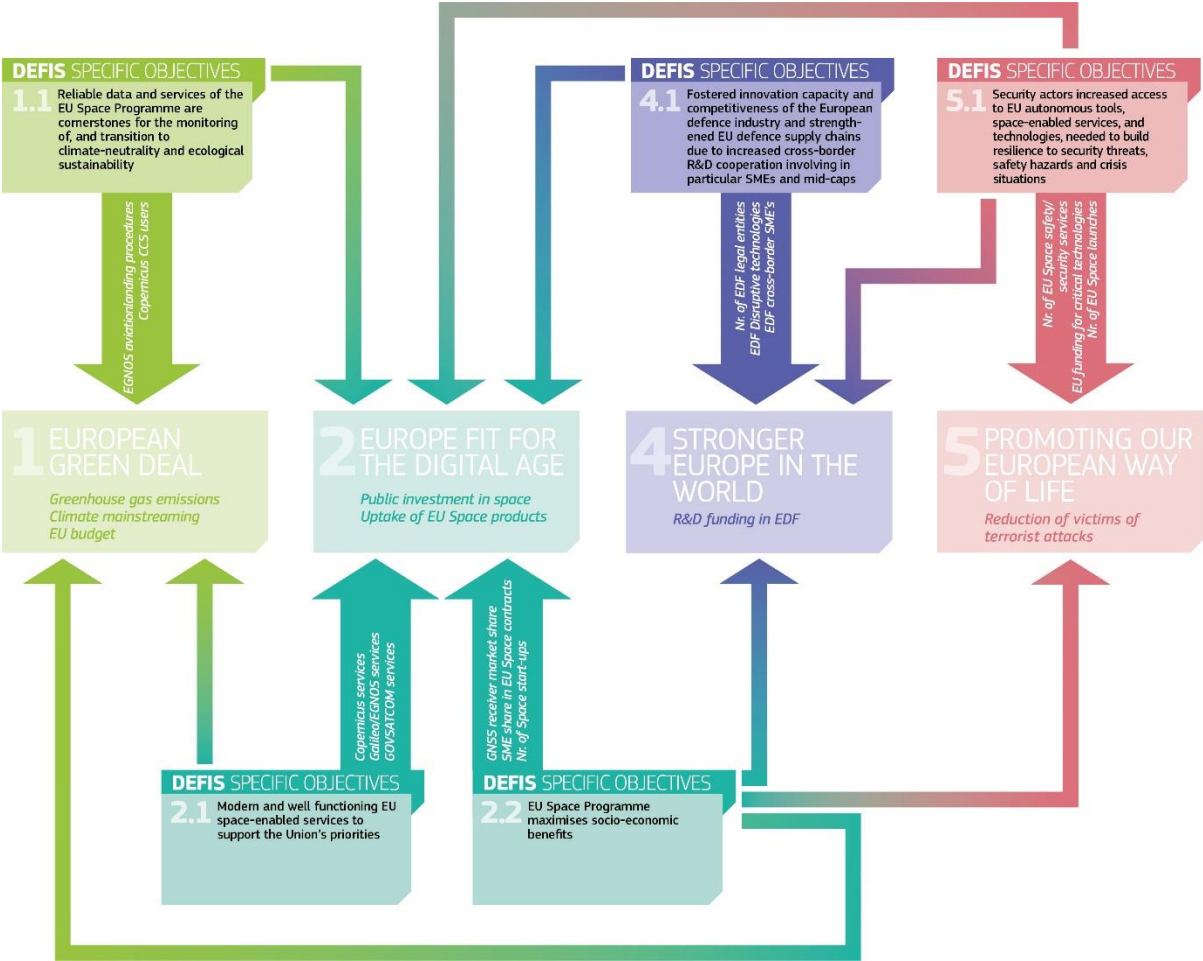 DEFIS SPECIFIC OBJECTIVES
1.1 Reliable data and services of the
EU Space Programme are
cornerstones for the monitoring
of, and transition to
climate-neutrality and ecological
sustainability
DEFIS SPECIFIC OBJECTIVES
4.1 Fostered innovation capacity and
competitiveness of the European
defence industry and strength-
ened EU defence supply chains
due to increased cross-border
R&D cooperation involving in
particular SMEs and mid-caps
DEFIS SPECIFIC OBJECTIVES
5.1 Security actors increased access
to EU autonomous tools,
space-enabled services, and
technologies, needed to build
resilience to security threats,
safety hazards and crisis
situations
EGNOS aviationlanding procedures
Copernicus CCS users
Nr. of EDF legal entities
EDF Disruptive technologies
EDF cross-border SME's
Nr. of EU Space safety/
security services
EU funding for critical technologies
Nr. of EU Space launches
1 EUROPEAN
GREEN DEAL
Greenhouse gas emissions
Climate mainstreaming
EU budget
2 EUROPE FIT FOR
THE DIGITAL AGE
Public investment in space
Uptake of EU Space products
4 STRONGER
EUROPE IN THE
WORLD
R&D funding in EDF
5 PROMOTING OUR
EUROPEAN WAY
OF LIFE
Reduction of victims of
terrorist attacks
Copernicus services
Galileo/EGNOS services
GOVSATCOM services
GNSS receiver market share
SME share in EU Space contracts
Nr. of Space start-ups
DEFIS SPECIFIC OBJECTIVES
2.1 Modern and well functioning EU
space-enabled services to
support the Union's priorities
DEFIS SPECIFIC OBJECTIVES
2.2 EU Space Programme
maximises socio-economic
benefits